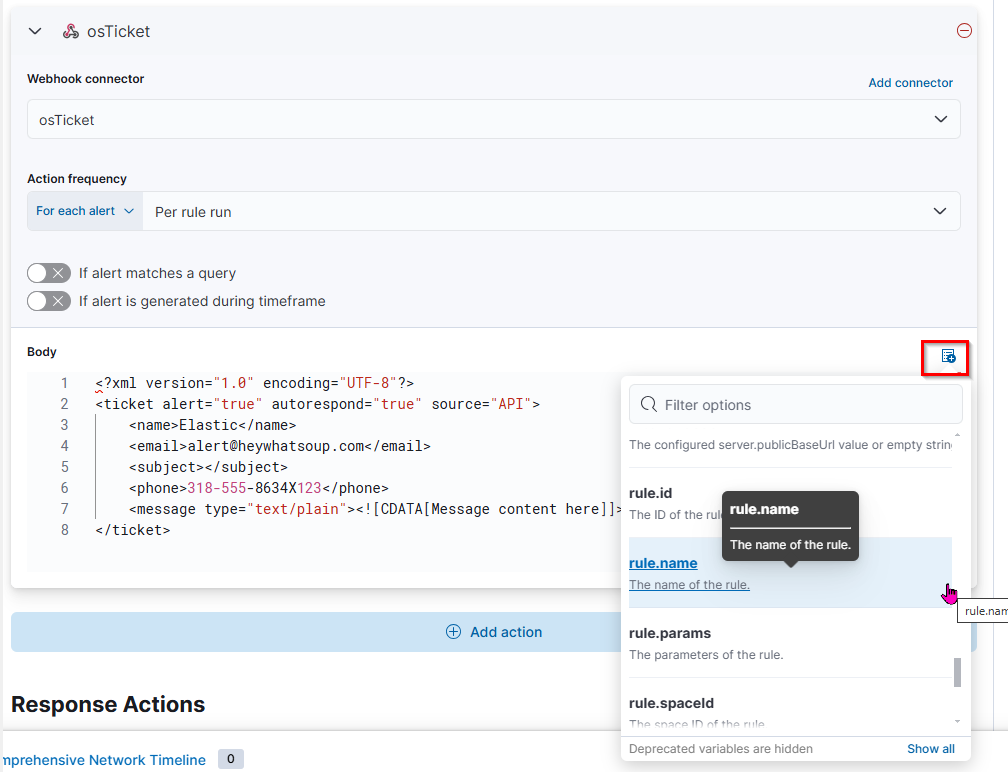 osTicket
Webhook connector
Add connector
osTicket
Action frequency
For each alert
Per rule run
If alert matches a query
If alert is generated during timeframe
Body
1 <?xml version="1.0" encoding="UTF-8"?>
2 <ticket alert="true" autorespond="true" source="API">
3 <name>Elastic</name>
4 <email>alert@heywhatsoup.com</email>
5 <subject></subject>
6 <phone>318-555-8634X123</phone>
7 <message type="text/plain"><![CDATA[Message content here]]>
8 </ticket>
Filter options
The configured server.publicBaseUrl value or empty string
rule.id
The ID of the
rule.name
The name of the rule.
rule.name
The name of the rule.
rule.nam
rule.params
The parameters of the rule.
rule.spaceId
The space ID of the rule
Deprecated variables are hidden
Show all
Add action
Response Actions
mprehensive Network Timeline 0